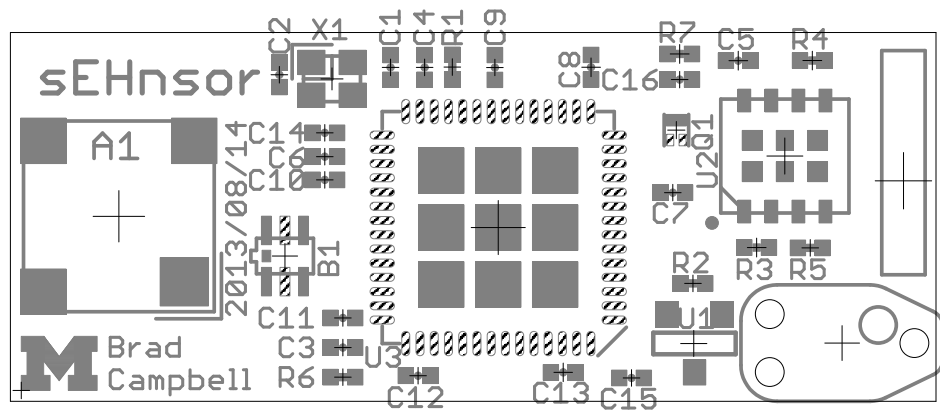 C2
X1
C1
C4
R1
C9
C8
R7
C16
C5
R4
sEHnsor
A1
C14
C6
C10
2013/08/14
B1
Q1
U2
C7
R3
R5
R2
U1
C11
C3
R6
U3
C12
C13
C15
M
Brad
Campbell